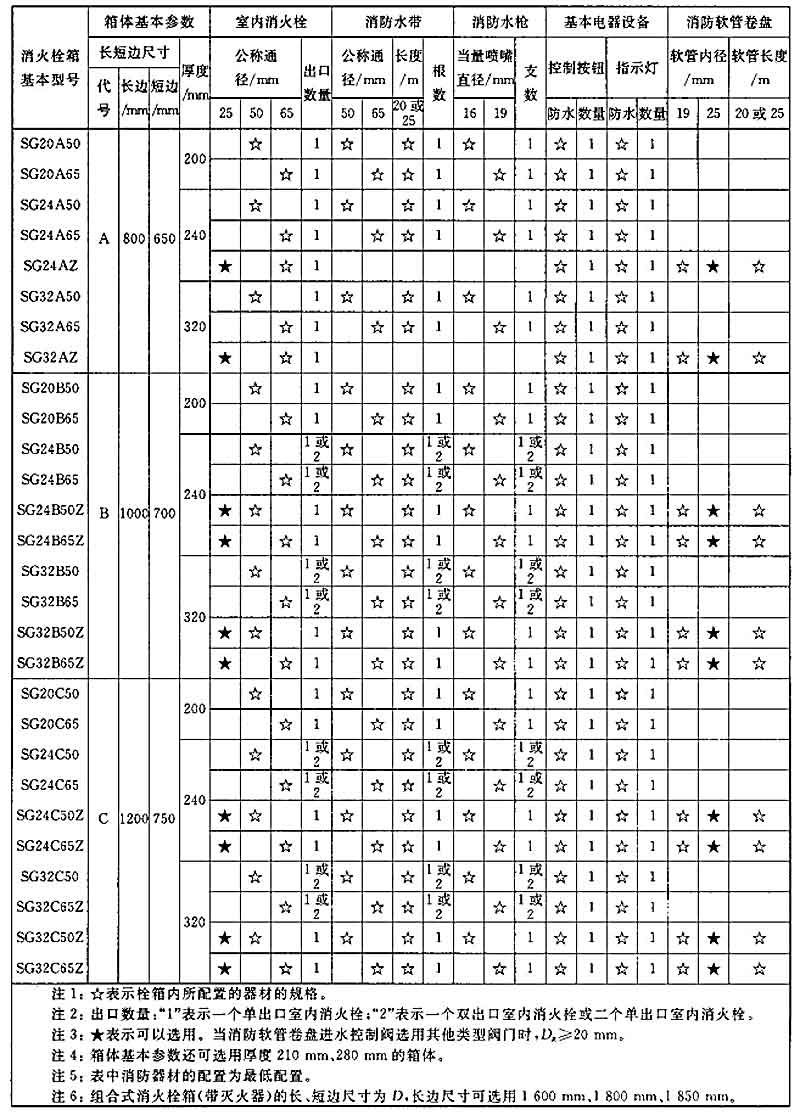 消火栓箱基本型号 箱体基本参数 室内消火栓 消防水带 消防水枪 基本电器设备 消防软管卷盘
长短边尺寸 厚度/mm 公称通径/mm 出口数量 公称通径/mm 长度/m 根数 当量喷嘴直径/mm 支数 控制按钮 指示灯 软管内径/mm 软管长度/m
代号 长边/mm 短边/mm 25 50 65 50 65 20或25 16 19 防水 数量 防水 数量 19 25 20或25
SG20A50 A 800 650 200 ☆ 1 ☆ ☆ 1 ☆ 1 ☆ 1 ☆ 1
SG20A65 ☆ 1 ☆ ☆ 1 ☆ 1 ☆ 1 ☆ 1
SG24A50 240 ☆ 1 ☆ ☆ 1 ☆ 1 ☆ 1 ☆ 1
SG24A65 ☆ 1 ☆ ☆ 1 ☆ 1 ☆ 1 ☆ 1
SG24AZ ★ ☆ 1 ☆ 1 ☆ 1 ☆ ★ ☆
SG32A50 320 ☆ 1 ☆ ☆ 1 ☆ 1 ☆ 1 ☆ 1
SG32A65 ☆ 1 ☆ ☆ 1 ☆ 1 ☆ 1 ☆ 1
SG32AZ ★ ☆ 1 ☆ 1 ☆ 1 ☆ ★ ☆
SG20B50 B 1000 700 200 ☆ 1 ☆ ☆ 1 ☆ 1 ☆ 1 ☆ 1
SG20B65 ☆ 1 ☆ ☆ 1 ☆ 1 ☆ 1 ☆ 1
SG24B50 240 ☆ 1或2 ☆ ☆ 1或2 ☆ 1或2 ☆ 1 ☆ 1
SG24B65 ☆ 1或2 ☆ ☆ 1或2 ☆ 1或2 ☆ 1 ☆ 1
SG24B50Z ★ ☆ 1 ☆ ☆ 1 ☆ 1 ☆ 1 ☆ 1 ☆ ★ ☆
SG24B65Z ★ ☆ 1 ☆ ☆ 1 ☆ 1 ☆ 1 ☆ 1 ☆ ★ ☆
SG32B50 320 ☆ 1或2 ☆ ☆ 1或2 ☆ 1或2 ☆ 1 ☆ 1
SG32B65 ☆ 1或2 ☆ ☆ 1或2 ☆ 1或2 ☆ 1 ☆ 1
SG32B50Z ★ ☆ 1 ☆ ☆ 1 ☆ 1 ☆ 1 ☆ 1 ☆ ★ ☆
SG32B65Z ★ ☆ 1 ☆ ☆ 1 ☆ 1 ☆ 1 ☆ 1 ☆ ★ ☆
SG20C50 C 1200 750 200 ☆ 1 ☆ ☆ 1 ☆ 1 ☆ 1 ☆ 1
SG20C65 ☆ 1 ☆ ☆ 1 ☆ 1 ☆ 1 ☆ 1
SG24C50 240 ☆ 1或2 ☆ ☆ 1或2 ☆ 1或2 ☆ 1 ☆ 1
SG24C65 ☆ 1或2 ☆ ☆ 1或2 ☆ 1或2 ☆ 1 ☆ 1
SG24C50Z ★ ☆ 1 ☆ ☆ 1 ☆ 1 ☆ 1 ☆ 1 ☆ ★ ☆
SG24C65Z ★ ☆ 1 ☆ ☆ 1 ☆ 1 ☆ 1 ☆ 1 ☆ ★ ☆
SG32C50 320 ☆ 1或2 ☆ ☆ 1或2 ☆ 1或2 ☆ 1 ☆ 1
SG32C65Z ☆ 1或2 ☆ ☆ 1或2 ☆ 1或2 ☆ 1 ☆ 1
SG32C50Z ★ ☆ 1 ☆ ☆ 1 ☆ 1 ☆ 1 ☆ 1 ☆ ★ ☆
SG32C65Z ★ ☆ 1 ☆ ☆ 1 ☆ 1 ☆ 1 ☆ 1 ☆ ★ ☆
注1：☆表示栓箱内所配置的器材的规格。
注2：出口数量：“1”表示一个单出口室内消火栓；“2”表示一个双出口室内消火栓或二个单出口室内消火栓。
注3：★表示可以选用。当消防软管卷盘进水控制阀选用其他类型阀门时，Dₙ≥20 mm。
注4：箱体基本参数还可选用厚度210 mm、280 mm的箱体。
注5：表中消防器材的配置为最低配置。
注6：组合式消火栓箱(带灭火器)的长、短边尺寸为D，长边尺寸可选用1 600 mm、1 800 mm、1 850 mm。